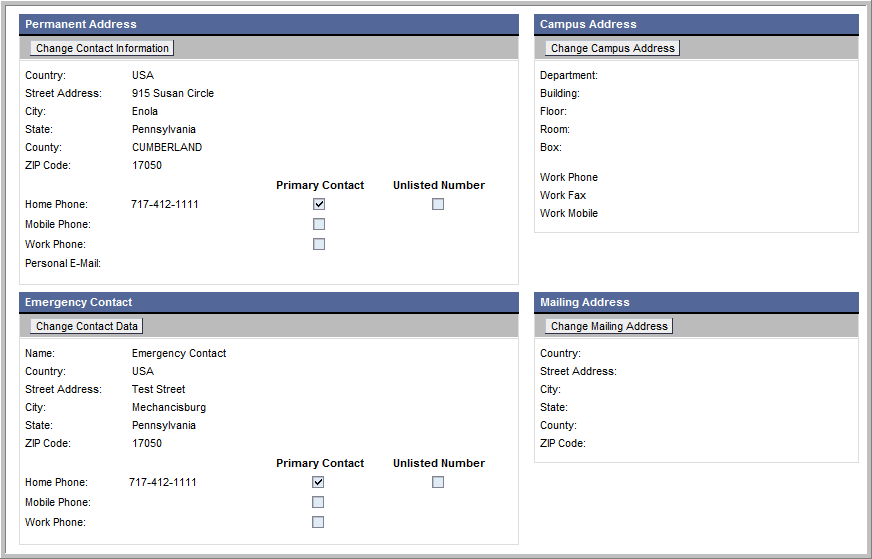 Permanent Address
Change Contact Information
Country: USA
Street Address: 915 Susan Circle
City: Enola
State: Pennsylvania
County: CUMBERLAND
ZIP Code: 17050
Primary Contact Unlisted Number
Home Phone: 717-412-1111
Mobile Phone:
Work Phone:
Personal E-Mail:
Campus Address
Change Campus Address
Department:
Building:
Floor:
Room:
Box:
Work Phone
Work Fax
Work Mobile
Emergency Contact
Change Contact Data
Name: Emergency Contact
Country: USA
Street Address: Test Street
City: Mechancisburg
State: Pennsylvania
ZIP Code: 17050
Primary Contact Unlisted Number
Home Phone: 717-412-1111
Mobile Phone:
Work Phone:
Mailing Address
Change Mailing Address
Country:
Street Address:
City:
State:
County:
ZIP Code: